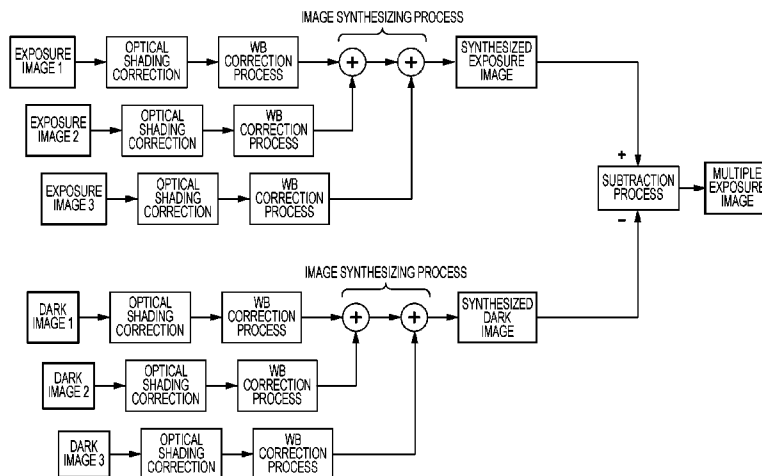 IMAGE SYNTHESIZING PROCESS
EXPOSURE
IMAGE 1
OPTICAL
SHADING
CORRECTION
WB
CORRECTION
PROCESS
+
+
SYNTHESIZED
EXPOSURE
IMAGE
EXPOSURE
IMAGE 2
OPTICAL
SHADING
CORRECTION
WB
CORRECTION
PROCESS
EXPOSURE
IMAGE 3
OPTICAL
SHADING
CORRECTION
WB
CORRECTION
PROCESS
+
SUBTRACTION
PROCESS
−
MULTIPLE
EXPOSURE
IMAGE
IMAGE SYNTHESIZING PROCESS
DARK
IMAGE 1
OPTICAL
SHADING
CORRECTION
WB
CORRECTION
PROCESS
+
+
SYNTHESIZED
DARK
IMAGE
DARK
IMAGE 2
OPTICAL
SHADING
CORRECTION
WB
CORRECTION
PROCESS
DARK
IMAGE 3
OPTICAL
SHADING
CORRECTION
WB
CORRECTION
PROCESS